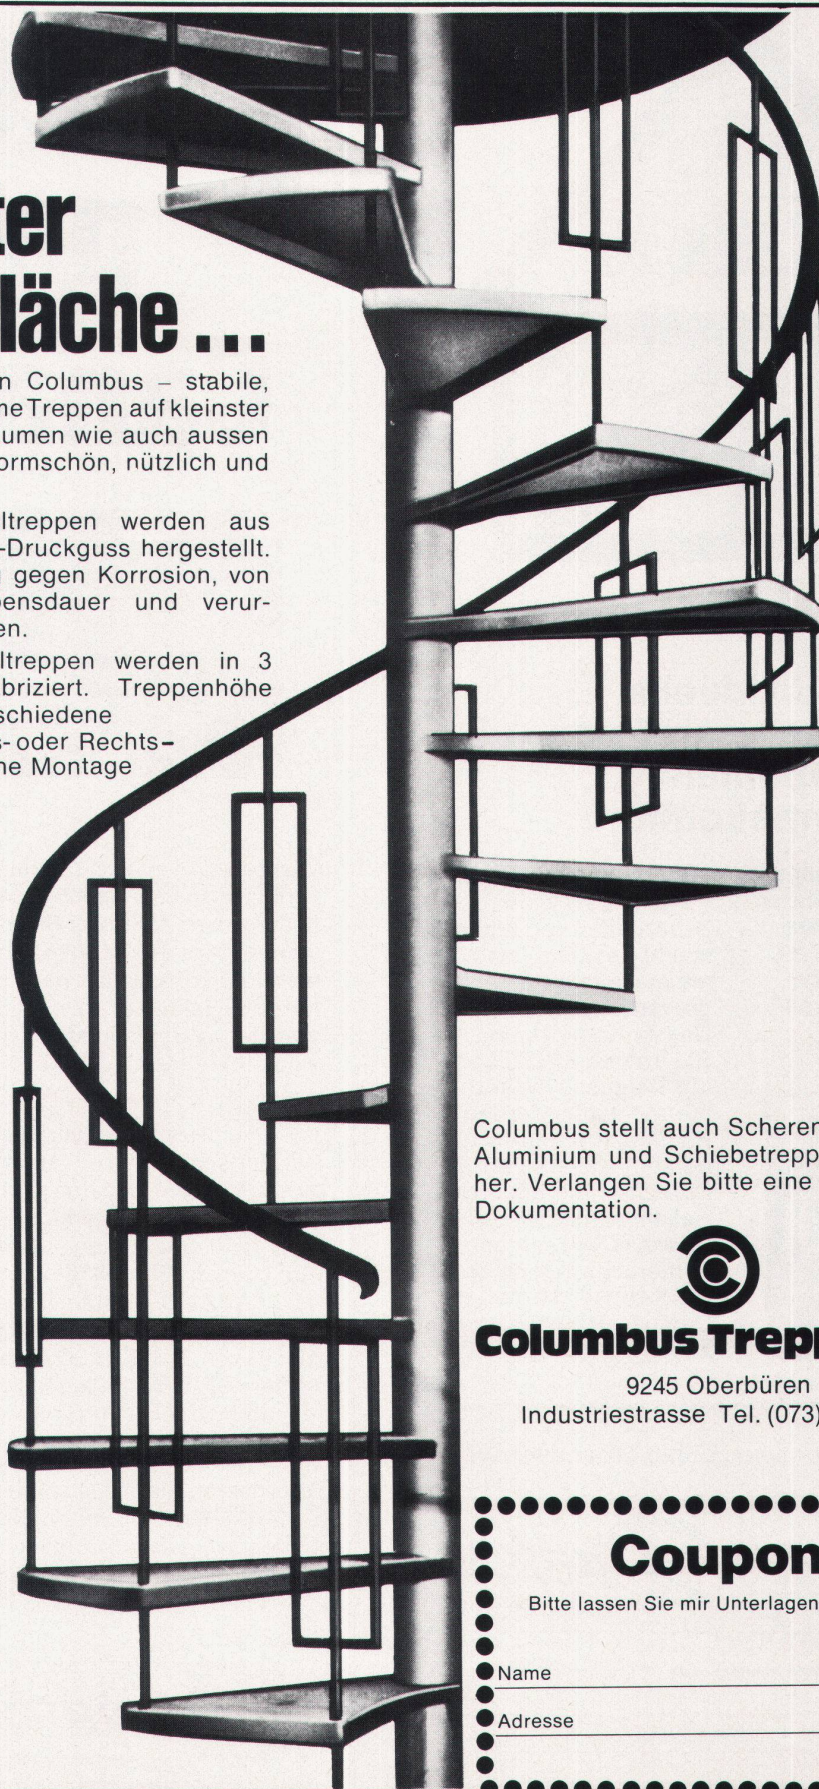 ter
läche...
n Columbus – stabile,
me Treppen auf kleinster
umen wie auch aussen
ormschön, nützlich und
ltreppen werden aus
-Druckguss hergestellt.
gegen Korrosion, von
bensdauer und verur-
en.
ltreppen werden in 3
briziert. Treppenhöhe
schiedene
s- oder Rechts-
he Montage
Columbus stellt auch Scheren
Aluminium und Schiebetrepp
her. Verlangen Sie bitte eine
Dokumentation.
Columbus Trepp
9245 Oberbüren
Industriestrasse Tel. (073)
Coupon
Bitte lassen Sie mir Unterlagen
Name
Adresse